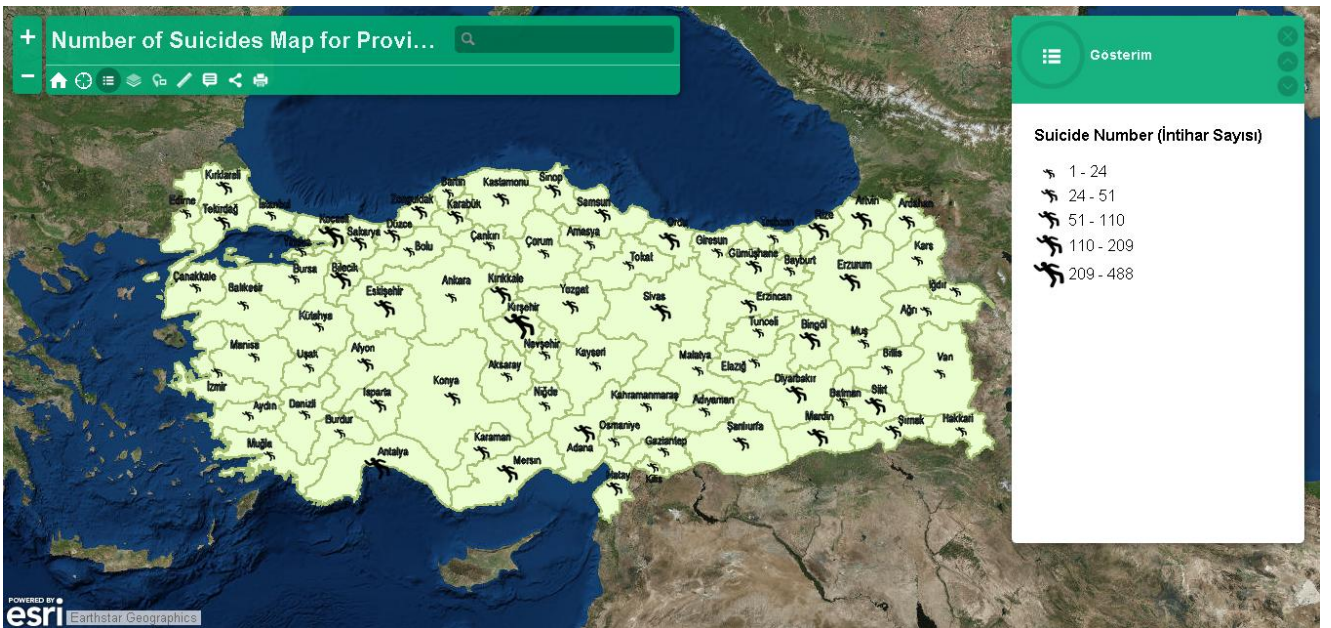 +
Number of Suicides Map for Provi...
−
Gösterim
Suicide Number (İntihar Sayısı)
1 - 24
24 - 51
51 - 110
110 - 209
209 - 488
Kırklareli
Edirne
Tekirdağ
İstanbul
Kocaeli
Yalova
Sakarya
Düzce
Zonguldak
Bartın
Karabük
Kastamonu
Sinop
Samsun
Ordu
Giresun
Trabzon
Rize
Artvin
Ardahan
Kars
Bolu
Çankırı
Çorum
Amasya
Tokat
Gümüşhane
Bayburt
Erzurum
Iğdır
Ağrı
Çanakkale
Balıkesir
Bursa
Bilecik
Eskişehir
Ankara
Kırıkkale
Kırşehir
Yozgat
Sivas
Erzincan
Tunceli
Bingöl
Muş
Kütahya
Manisa
Uşak
Afyon
Nevşehir
Kayseri
Malatya
Elazığ
Bitlis
Van
İzmir
Aydın
Denizli
Isparta
Burdur
Konya
Aksaray
Niğde
Kahramanmaraş
Adıyaman
Diyarbakır
Batman
Siirt
Muğla
Antalya
Karaman
Mersin
Adana
Osmaniye
Gaziantep
Şanlıurfa
Mardin
Şırnak
Hakkari
Hatay
Kilis
POWERED BY
esri
Earthstar Geographics